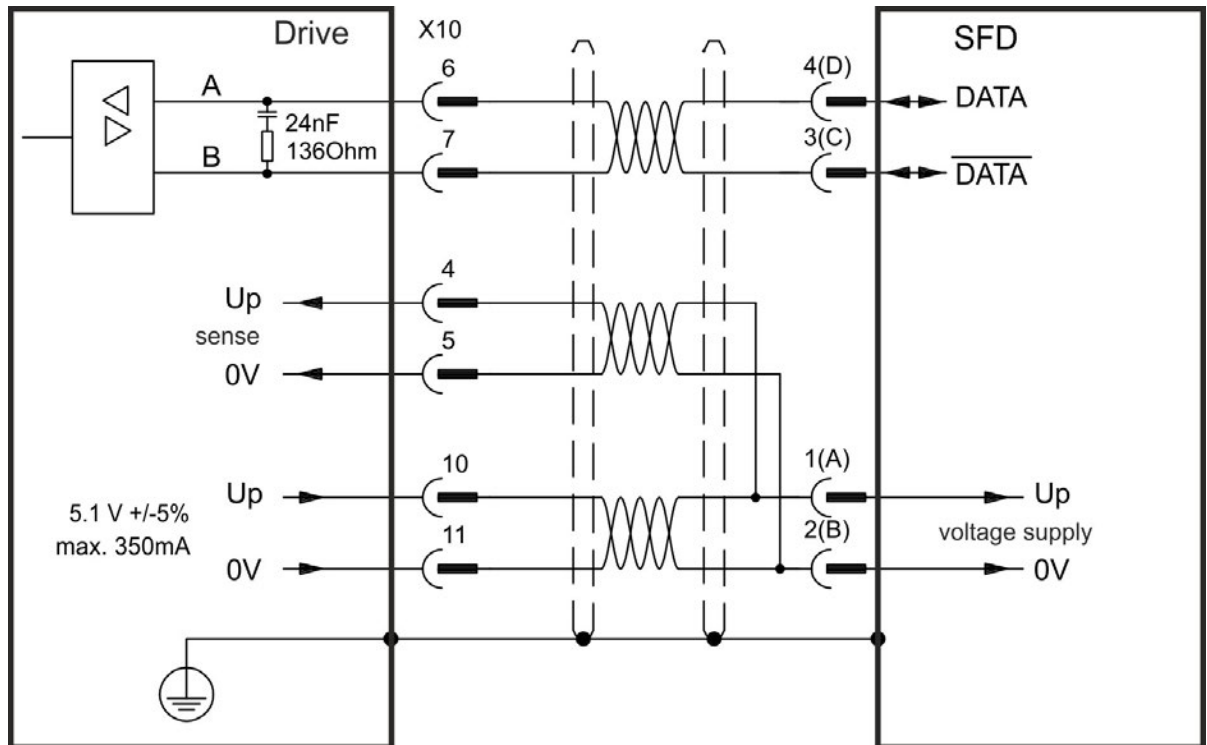 Drive
X10
SFD
6
4(D)
A
DATA
24nF
136Ohm
7
3(C)
B
DATA
4
Up
sense
5
0V
10
1(A)
Up
Up
5.1 V +/-5%
max. 350mA
voltage supply
11
2(B)
0V
0V